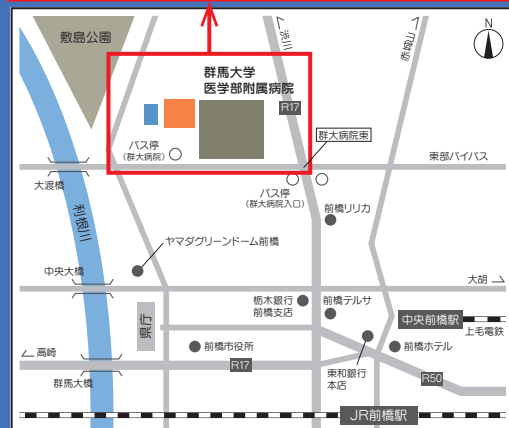 敷島公園
渋川
赤城山
N
群馬大学
医学部附属病院
R17
群大病院東
バス停
(群大病院)
東部バイパス
大渡橋
バス停
(群大病院入口)
利根川
前橋リリカ
ヤマダグリーンドーム前橋
中央大橋
大胡
栃木銀行
前橋支店
前橋テルサ
中央前橋駅
上毛電鉄
県庁
高崎
前橋市役所
前橋ホテル
R17
東和銀行
本店
群馬大橋
R50
JR前橋駅